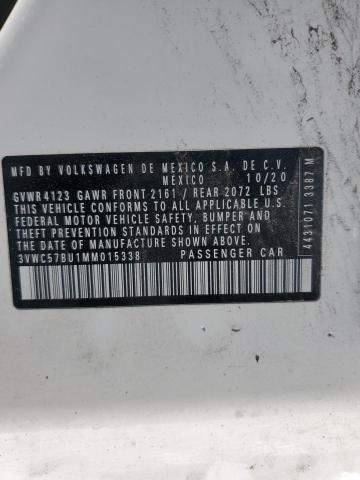 MFD BY VOLKSWAGEN DE MEXICO S.A. DE C.V.
MEXICO 10/20
GVWR 4123 GAWR FRONT 2161 / REAR 2072 LBS
THIS VEHICLE CONFORMS TO ALL APPLICABLE U.S.
FEDERAL MOTOR VEHICLE SAFETY, BUMPER AND
THEFT PREVENTION STANDARDS IN EFFECT ON
THE DATE OF MANUFACTURE SHOWN ABOVE.
3VWC57BU1MM015338 PASSENGER CAR
4431071 3387 M